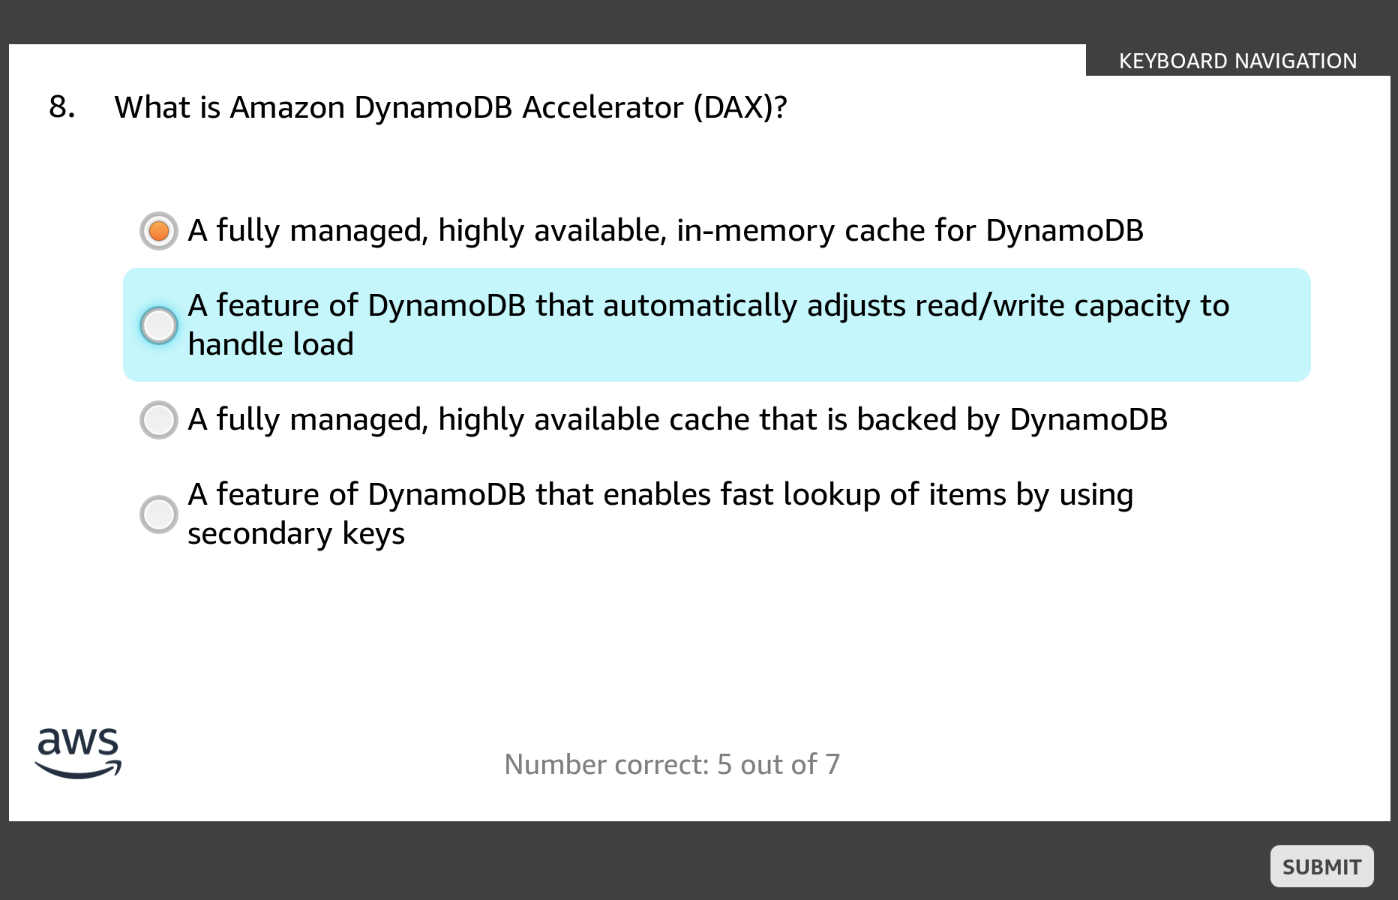 KEYBOARD NAVIGATION
8. What is Amazon DynamoDB Accelerator (DAX)?
A fully managed, highly available, in-memory cache for DynamoDB
A feature of DynamoDB that automatically adjusts read/write capacity to
handle load
A fully managed, highly available cache that is backed by DynamoDB
A feature of DynamoDB that enables fast lookup of items by using
secondary keys
aws
Number correct: 5 out of 7
SUBMIT